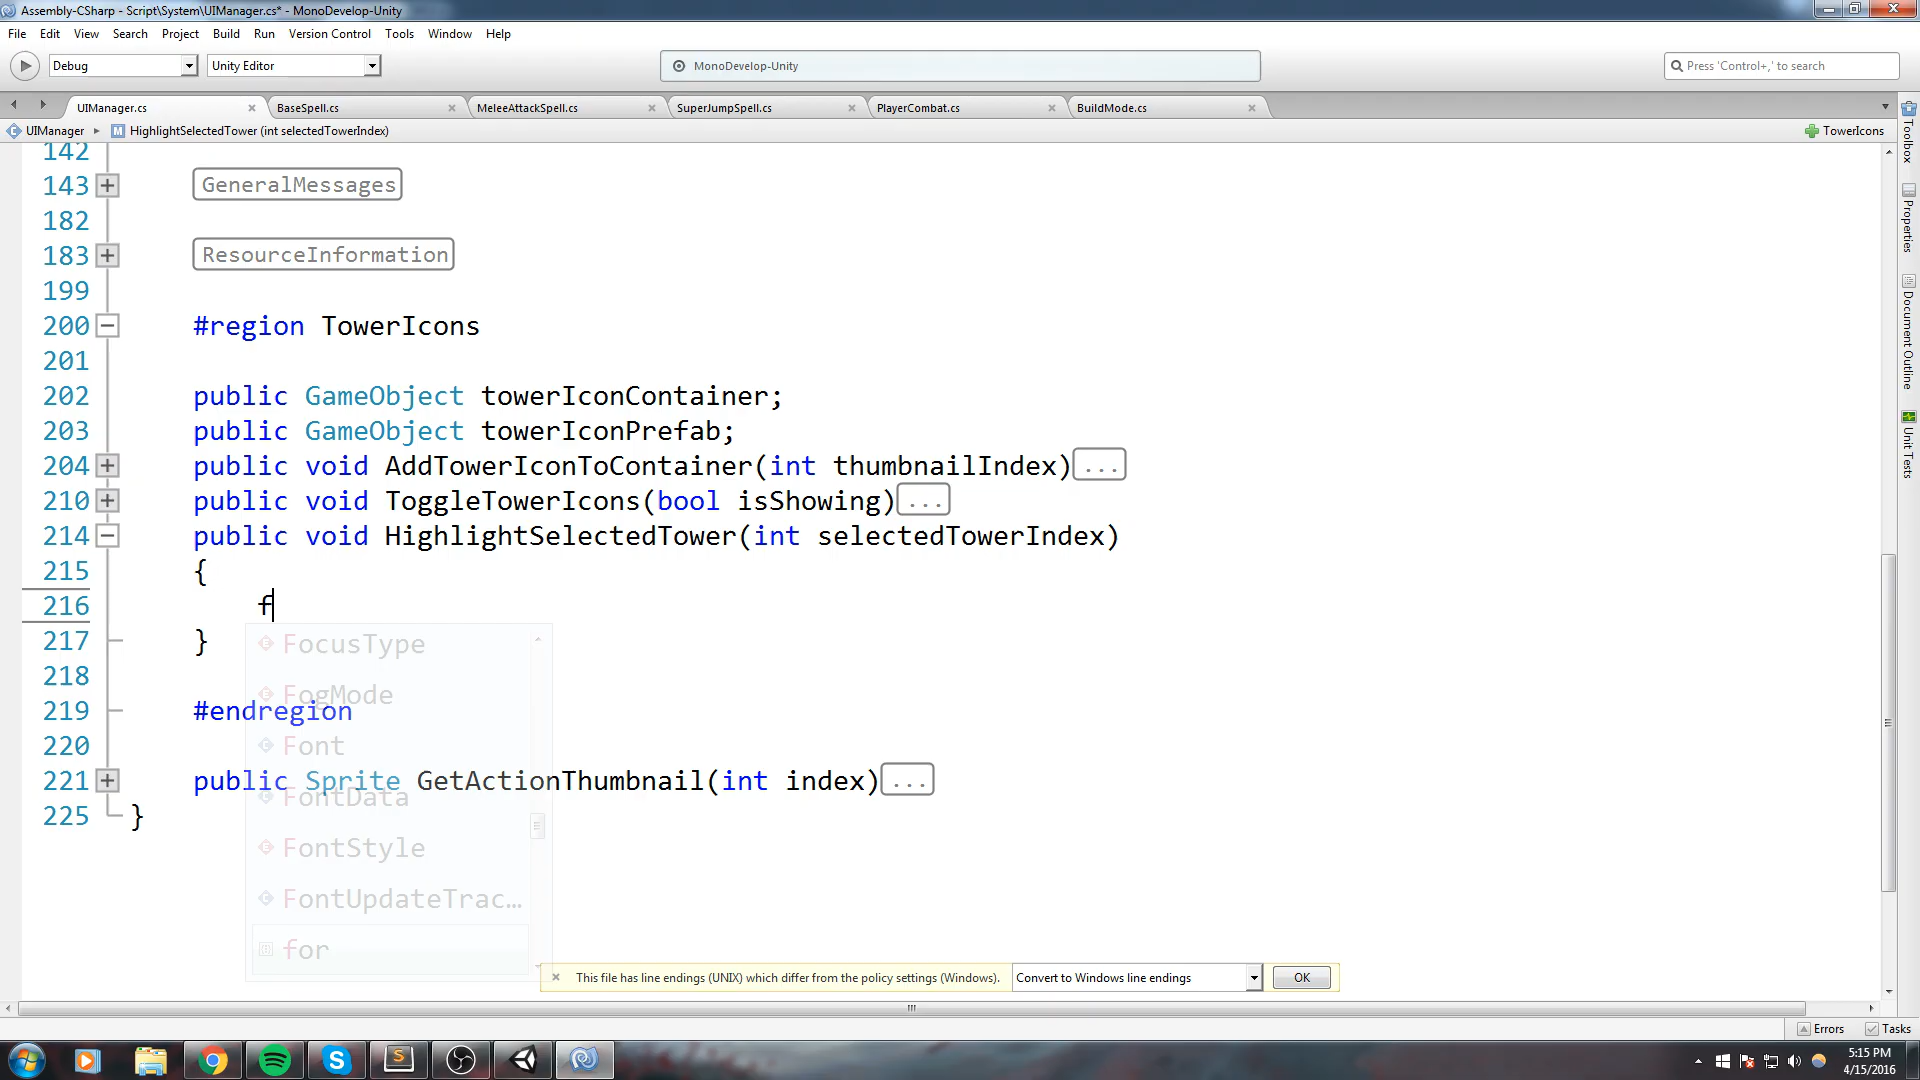 Assembly-CSharp - Script\System\UIManager.cs* - MonoDevelop-Unity
File Edit View Search Project Build Run Version Control Tools Window Help
Debug Unity Editor MonoDevelop-Unity Press 'Control+,' to search
UIManager.cs BaseSpell.cs MeleeAttackSpell.cs SuperJumpSpell.cs PlayerCombat.cs BuildMode.cs
UIManager HighlightSelectedTower (int selectedTowerIndex) TowerIcons
142
143 GeneralMessages
182
183 ResourceInformation
199
200 #region TowerIcons
201
202 public GameObject towerIconContainer;
203 public GameObject towerIconPrefab;
204 public void AddTowerIconToContainer(int thumbnailIndex)...
210 public void ToggleTowerIcons(bool isShowing)...
214 public void HighlightSelectedTower(int selectedTowerIndex)
215 {
216 f
217 }
218
219 #endregion
220
221 public Sprite GetActionThumbnail(int index)...
225 }
FocusType
FogMode
Font
FontData
FontStyle
FontUpdateTrac...
for
This file has line endings (UNIX) which differ from the policy settings (Windows). Convert to Windows line endings OK
Toolbox
Properties
Document Outline
Unit Tests
Errors Tasks
5:15 PM
4/15/2016